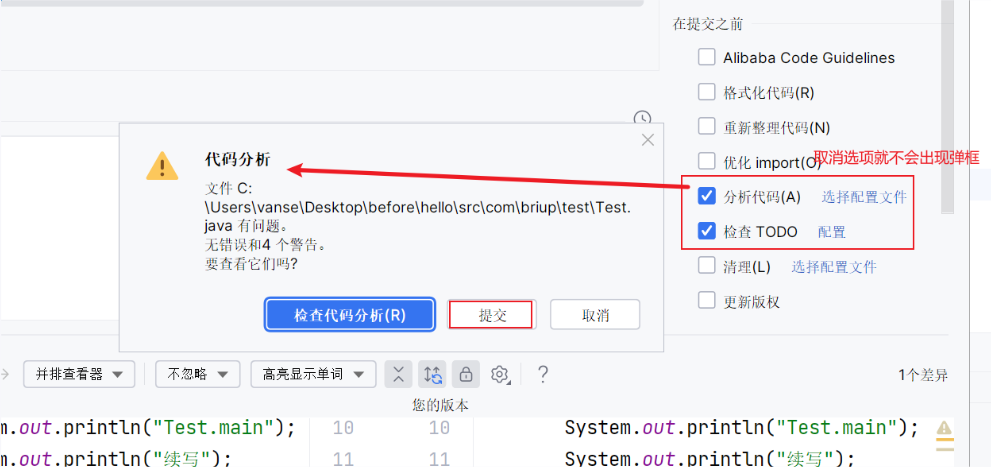 在提交之前
Alibaba Code Guidelines
格式化代码(R)
重新整理代码(N)
优化 import(O)
取消选项就不会出现弹框
分析代码(A) 选择配置文件
检查 TODO 配置
清理(L) 选择配置文件
更新版权
代码分析
文件 C:
\Users\vanse\Desktop\before\hello\src\com\briup\test\Test.
java 有问题。
无错误和4 个警告。
要查看它们吗?
检查代码分析(R) 提交 取消
并排查看器 不忽略 高亮显示单词 ? 1个差异
您的版本
m.out.println("Test.main"); 10 10 System.out.println("Test.main");
m.out.println("续写"); 11 11 System.out.println("续写");